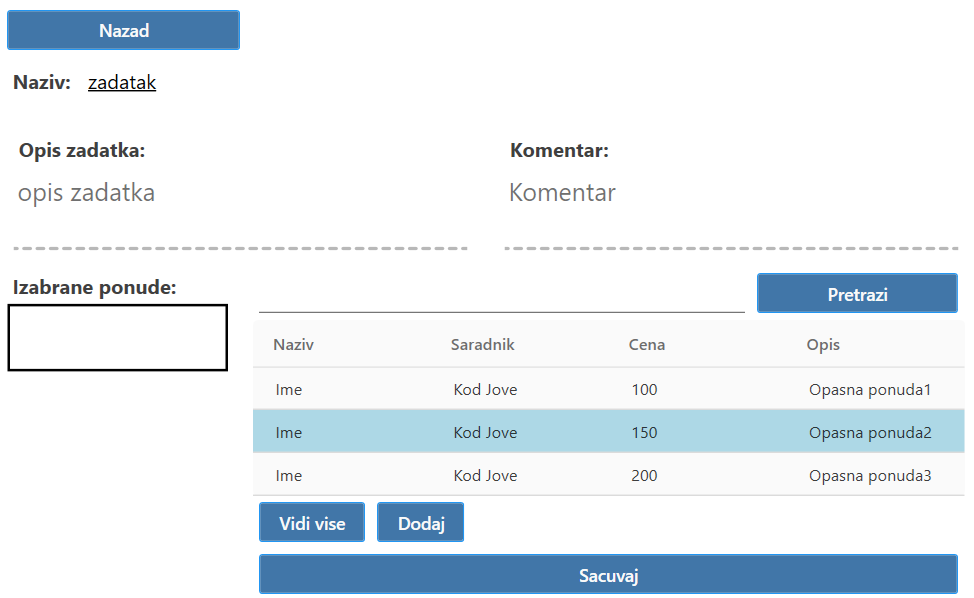 Nazad
Naziv: zadatak
Opis zadatka: Komentar:
opis zadatka Komentar
Izabrane ponude: Pretrazi
Naziv Saradnik Cena Opis
Ime Kod Jove 100 Opasna ponuda1
Ime Kod Jove 150 Opasna ponuda2
Ime Kod Jove 200 Opasna ponuda3
Vidi vise Dodaj
Sacuvaj